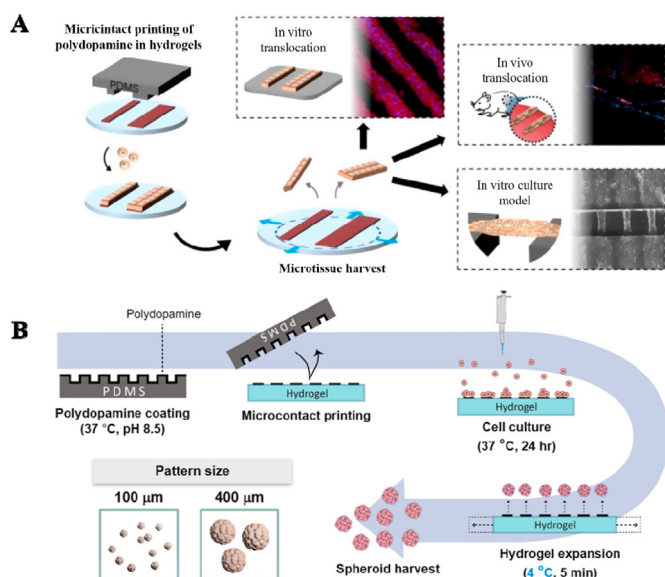 A
Micricintact printing of
polydopamine in hydrogels
PDMS
In vitro
translocation
In vivo
translocation
In vitro culture
model
Microtissue harvest
B
Polydopamine
PDMS
Polydopamine coating
(37 °C, pH 8.5)
PDMS
Hydrogel
Microcontact printing
Hydrogel
Cell culture
(37 °C, 24 hr)
Pattern size
100 μm
400 μm
Spheroid harvest
Hydrogel
Hydrogel expansion
(4 °C, 5 min)